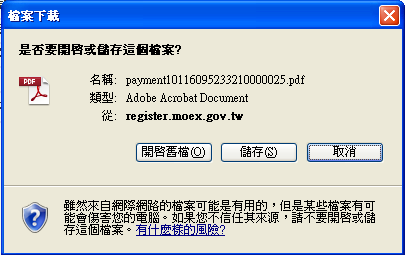 檔案下載
是否要開啟或儲存這個檔案?
PDF
名稱: payment10116095233210000025.pdf
類型: Adobe Acrobat Document
從: register.moex.gov.tw
開啟舊檔(O)
儲存(S)
取消
雖然來自網際網路的檔案可能是有用的，但是某些檔案有可
能會傷害您的電腦。如果您不信任其來源，請不要開啟或儲
存這個檔案。有什麼樣的風險?